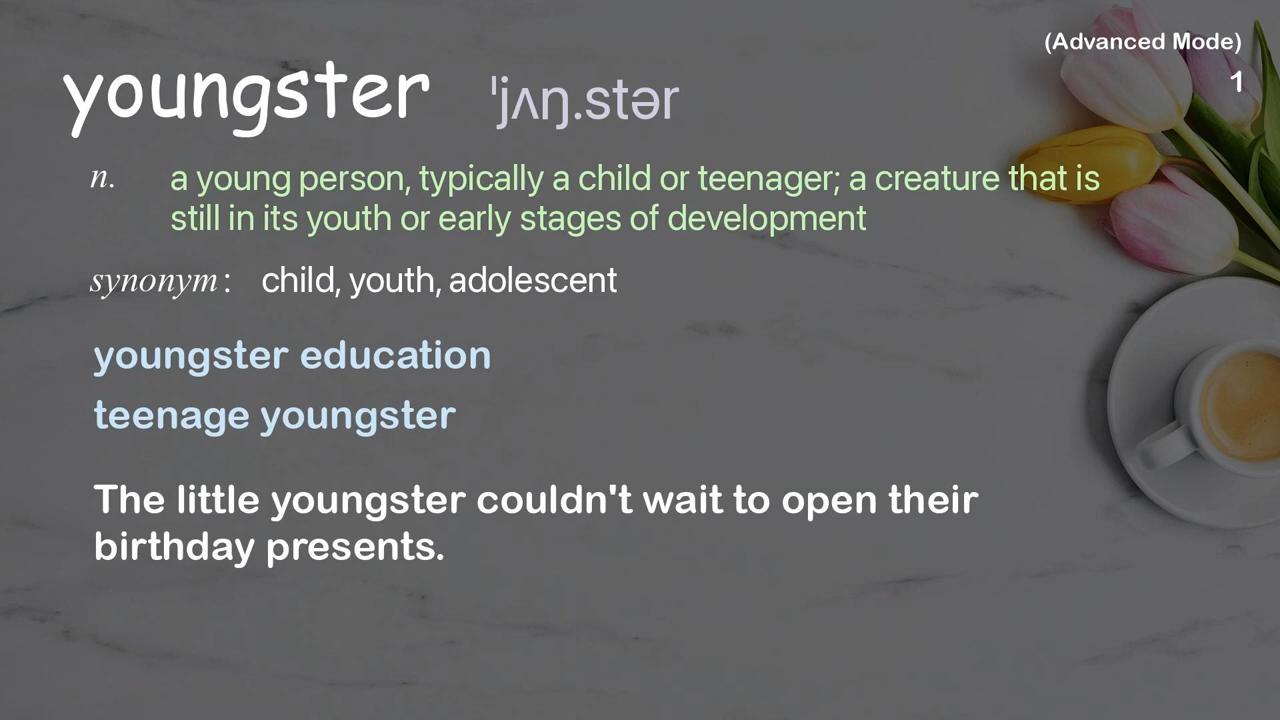 (Advanced Mode)
1
youngster ˈjʌŋ.stər
n. a young person, typically a child or teenager; a creature that is
still in its youth or early stages of development
synonym: child, youth, adolescent
youngster education
teenage youngster
The little youngster couldn't wait to open their
birthday presents.